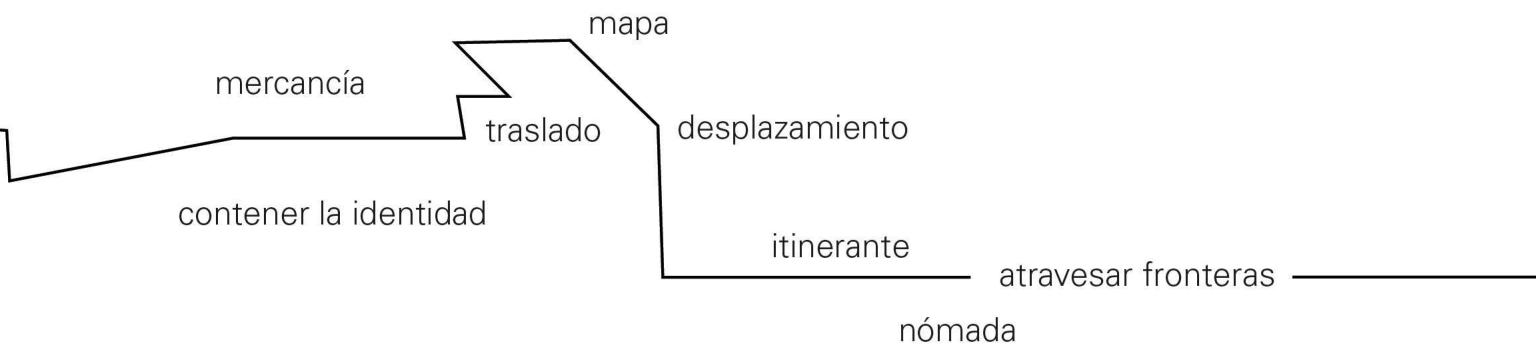 mapa
mercancía
traslado
desplazamiento
contener la identidad
itinerante
atravesar fronteras
nómada